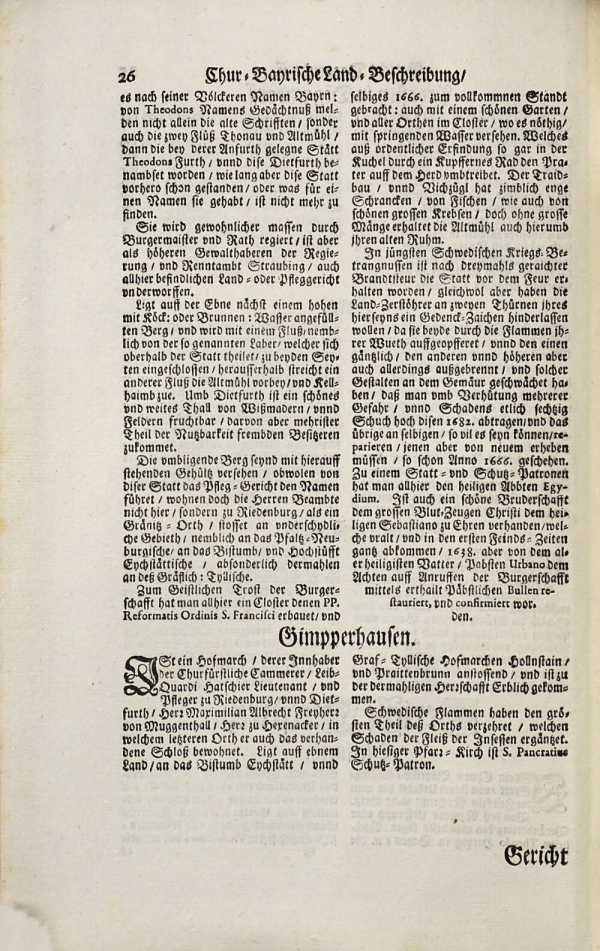 26 Chur-Bayrische Land-Beschreibung/
es nach seiner Völckeren Namen Bayrn:
von Theodons Namens Gedächtnuß mel-
den nicht allein die alte Schrifften / sonder
auch die zwey Flüß Thonau und Altmühl /
dann die bey derer Anfurth gelegne Stätt
Theodons Furth / vnnd dise Dietfurth be-
nambset worden / wie lang aber dise Statt
vorhero schon gestanden / oder was für ei-
nen Namen sie gehabt / ist nicht mehr zu
finden.
Sie wird gewohnlicher massen durch
Burgermaister vnd Rath regiert / ist aber
als höheren Gewalthaberen der Regie-
rung / vnd Renntambt Straubing / auch
allhier befindlichen Land- oder Pfleggericht
vnderworffen.
Ligt auf der Ebne nächst einem hohen
mit Köck: oder Brunnen: Wasser angefüll-
ten Berg / vnd wird mit einem Fluß / nemb-
lich von der so genannten Laber / welcher sich
oberhalb der Statt theilet / zu beyden Sey-
ten eingeschlossen / herausserhalb streicht ein
anderer Fluß die Altmühl vorbey / vnd Kell-
haimb zue. Umb Dietfurth ist ein schönes
vnd weites Thall von Wißmadern / vnnd
Feldern fruchtbar / darvon aber mehrister
Theil der Nutzbarkeit frembden Besitzeren
zukommet.
Die vmbligende Berg seynd mit hierauff
stehenden Gehültz versehen / obwolen von
diser Statt das Pfleg-Gericht den Namen
führet / wohnen doch die Herren Beambte
nicht hier / sondern zu Riedenburg / als ein
Gränitz-Orth / stosset an vnderschydli-
che Gebieth / nemblich an das Pfaltz-Neu-
burgische / an das Bistumb / vnd Hochstüfft
Eychstättische / absonderlich dermahlen
an deß Gräflich: Tyllische.
Zum Geistlichen Trost der Burger-
schafft hat man allhier ein Closter denen PP.
Reformatis Ordinis S. Francisci erbauet / vnd
selbiges 1666. zum vollkommnen Standt
gebracht: auch mit einem schönen Garten /
vnd aller Orthen im Closter / wo es nöthig /
mit springenden Wasser versehen. Welches
auß ordentlicher Erfindung so gar in der
Kuchel durch ein Kupffernes Rad den Pra-
ter auff dem Herd vmbtreibet. Der Traid-
bau / vnnd Vichzügl hat zimblich enge
Schrancken / von Fischen / wie auch von
schönen grossen Krebsen / doch ohne grosse
Mänge erhaltet die Altmühl auch hierumb
jhren alten Ruhm.
In jüngsten Schwedischen Kriegs-Be-
trangnussen ist nach dreymahls geraichter
Brandsteur die Statt vor dem Feur er-
halten worden / gleichwol aber haben die
Land-Zerstöhrer an zweyen Thürnen jhres
hierseyns ein Gedenck-Zaichen hinderlassen
wollen / da sie beyde durch die Flammen jh-
rer Wueth auffgeopfferet / vnnd den einen
gäntzlich / den anderen vnnd höheren aber
auch allerdings außgebrennt / vnd solcher
Gestalten an dem Gemäur geschwächet ha-
ben / daß man vmb Verhütung mehrerer
Gefahr / vnnd Schadens etlich sechtzig
Schuch hoch disen 1682. abtragen / vnd das
übrige an selbigen / so vil es seyn können / re-
parieren / jenen aber von neuem erheben
müssen / so schon Anno 1666. geschehen.
Zu einem Statt- vnd Schutz-Patronen
hat man allhier den heiligen Abbten Egy-
dium. Ist auch ein schöne Bruderschafft
dem grossen Blut-Zeugen Christi dem hei-
ligen Sebastiano zu Ehren verhanden / wel-
che vralt / vnd in den ersten Feinds-Zeiten
gantz abkommen / 1638. aber von dem al-
er heiligisten Vatter / Pabsten Urbano dem
Achten auff Anruffen der Burgerschafft
mittels erthailt Päbstlichen Bullen re-
stauriert, vnd confirmiert wor-
den.
Gimpperhausen.
IST ein Hofmarch / derer Innhaber
der Churfürstliche Cammerer / Leib-
Quardi Hatschier Lieutenant / vnd
Pfleger zu Riedenburg / vnnd Diet-
furth / Herr Maximilian Albrecht Freyherr
von Muggenthall / Herr zu Herenacker / in
welchem letzteren Orth er auch das verhan-
dene Schloß bewohnet. Ligt auff ebnem
Land / an das Bistumb Eychstätt / vnnd
Graf-Tyllische Hofmarchen Hollnstain /
vnd Praittenbrunn anstossend / vnd ist zu
der dermahligen Herrschafft Erblich gekom-
men.
Schwedische Flammen haben den grö-
sten Theil deß Orths verzehret / welchen
Schaden der Fleiß der Insessen ergäntzet.
In hiesiger Pfarr-Kirch ist S. Pancratius
Schutz-Patron.
Gericht